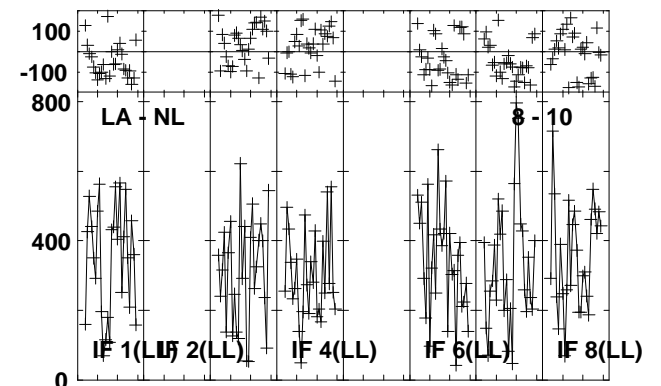 100
-100
800
LA - NL 8 - 10
400
IF 1(LL) IF 2(LL) IF 4(LL) IF 6(LL) IF 8(LL)
0